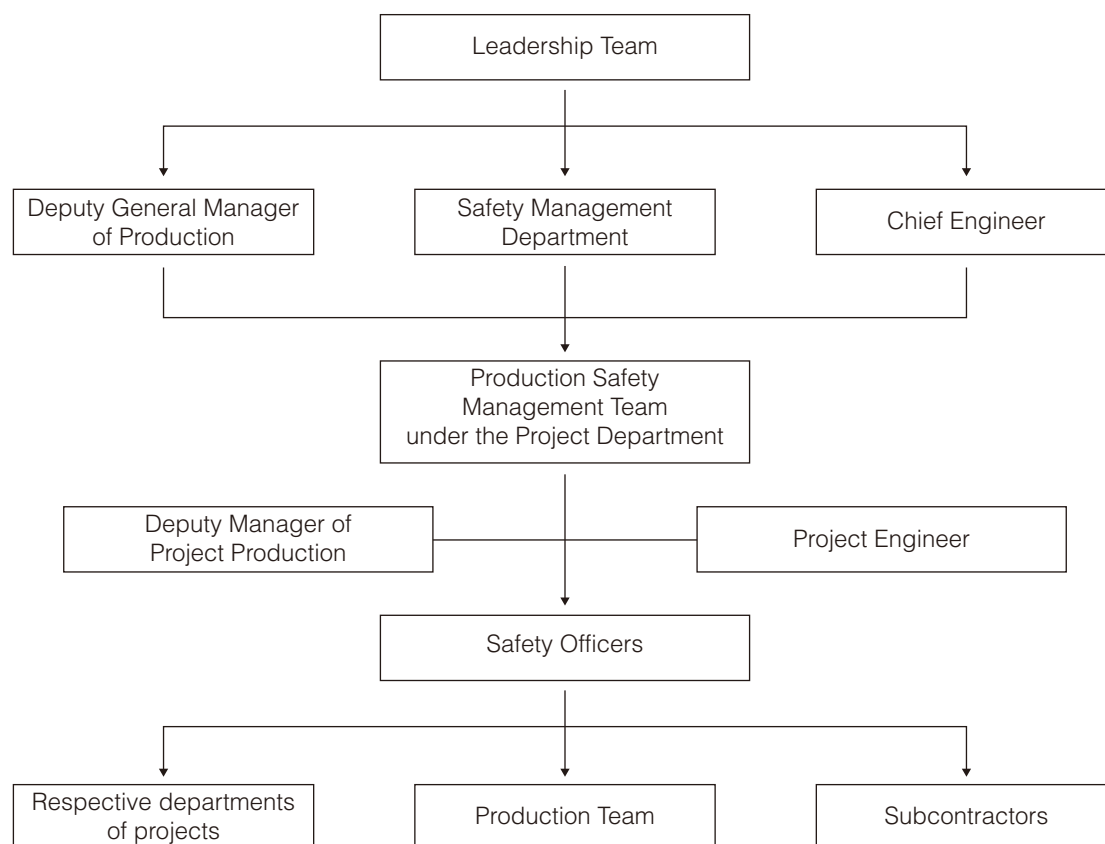 Leadership Team
Deputy General Manager
of Production
Safety Management
Department
Chief Engineer
Production Safety
Management Team
under the Project Department
Deputy Manager of
Project Production
Project Engineer
Safety Officers
Respective departments
of projects
Production Team
Subcontractors